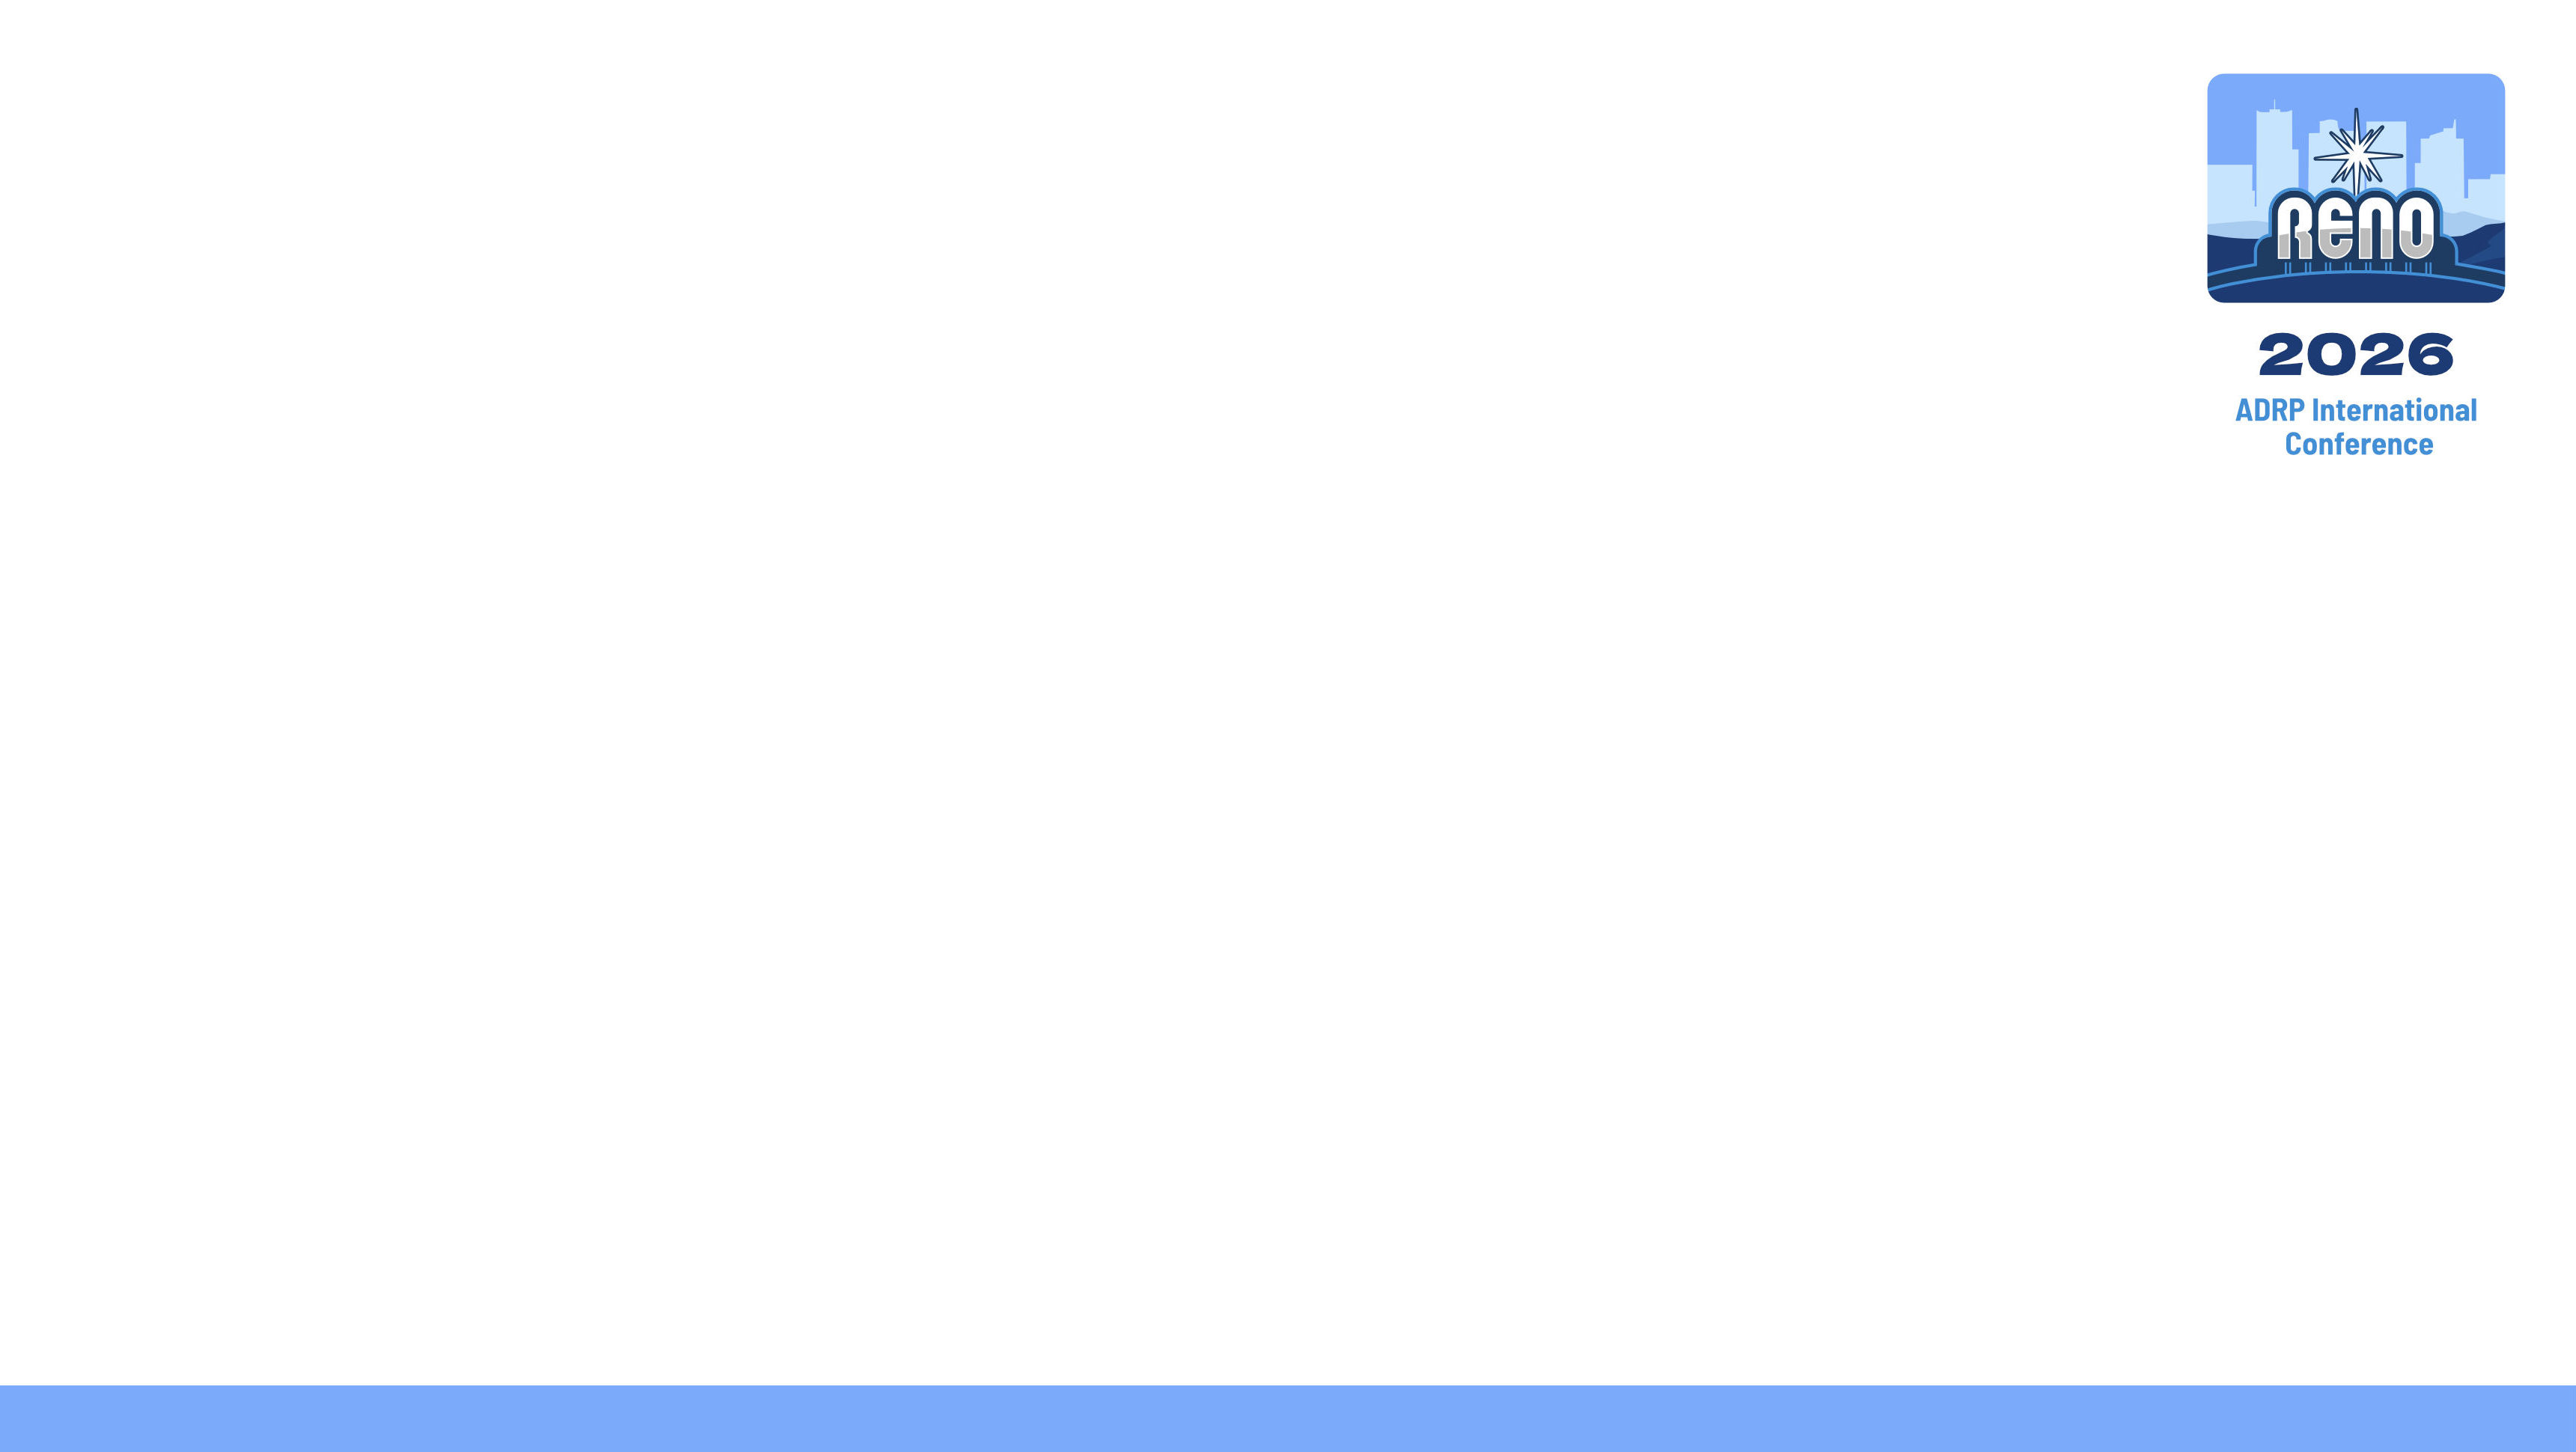 RENO
2026
ADRP International
Conference